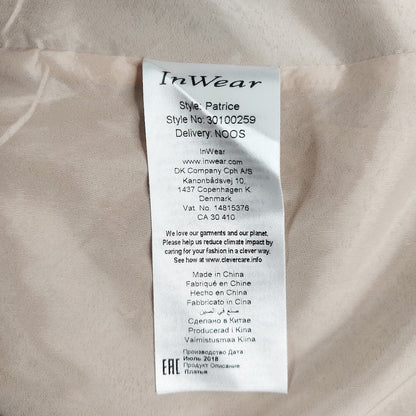 InWear
Style: Patrice
Style No: 30100259
Delivery: NOOS
InWear
www.inwear.com
DK Company Cph A/S
Kanonbådsvej 10,
1437 Copenhagen K
Denmark
Vat. No. 14815376
CA 30 410
We love our garments and our planet.
Please help us reduce climate impact by
caring for your fashion in a clever way.
See how at www.clevercare.info
Made in China
Fabriqué en Chine
Hecho en China
Fabbricato in Cina
صنع في الصين
Сделано в Китае
Producerad i Kina
Valmistusmaa Kiina
EAC
Производство Дата
Июль 2018
Продукт Описание
Платья